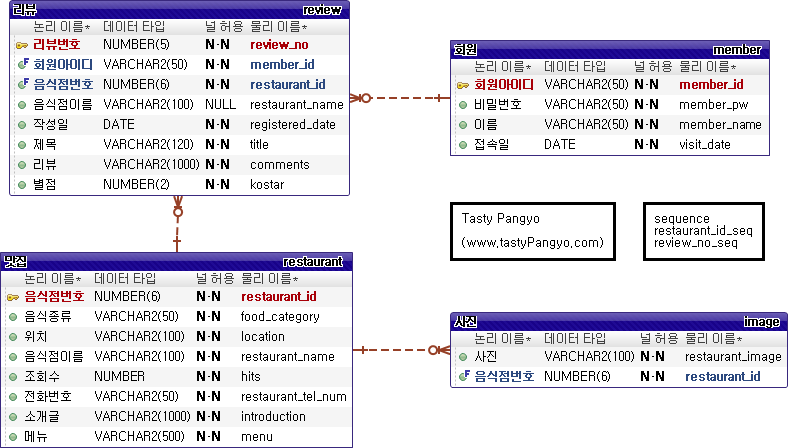 리뷰 review
논리 이름* 데이터 타입 널 허용 물리 이름*
리뷰번호 NUMBER(5) N·N review_no
회원아이디 VARCHAR2(50) N·N member_id
음식점번호 NUMBER(6) N·N restaurant_id
음식점이름 VARCHAR2(100) NULL restaurant_name
작성일 DATE N·N registered_date
제목 VARCHAR2(120) N·N title
리뷰 VARCHAR2(1000) N·N comments
별점 NUMBER(2) N·N kostar
회원 member
논리 이름* 데이터 타입 널 허용 물리 이름*
회원아이디 VARCHAR2(50) N·N member_id
비밀번호 VARCHAR2(50) N·N member_pw
이름 VARCHAR2(50) N·N member_name
접속일 DATE N·N visit_date
Tasty Pangyo
(www.tastyPangyo.com)
sequence
restaurant_id_seq
review_no_seq
맛집 restaurant
논리 이름* 데이터 타입 널 허용 물리 이름*
음식점번호 NUMBER(6) N·N restaurant_id
음식종류 VARCHAR2(50) N·N food_category
위치 VARCHAR2(100) N·N location
음식점이름 VARCHAR2(100) N·N restaurant_name
조회수 NUMBER N·N hits
전화번호 VARCHAR2(50) N·N restaurant_tel_num
소개글 VARCHAR2(1000) N·N introduction
메뉴 VARCHAR2(500) N·N menu
사진 image
논리 이름* 데이터 타입 널 허용 물리 이름*
사진 VARCHAR2(100) N·N restaurant_image
음식점번호 NUMBER(6) N·N restaurant_id